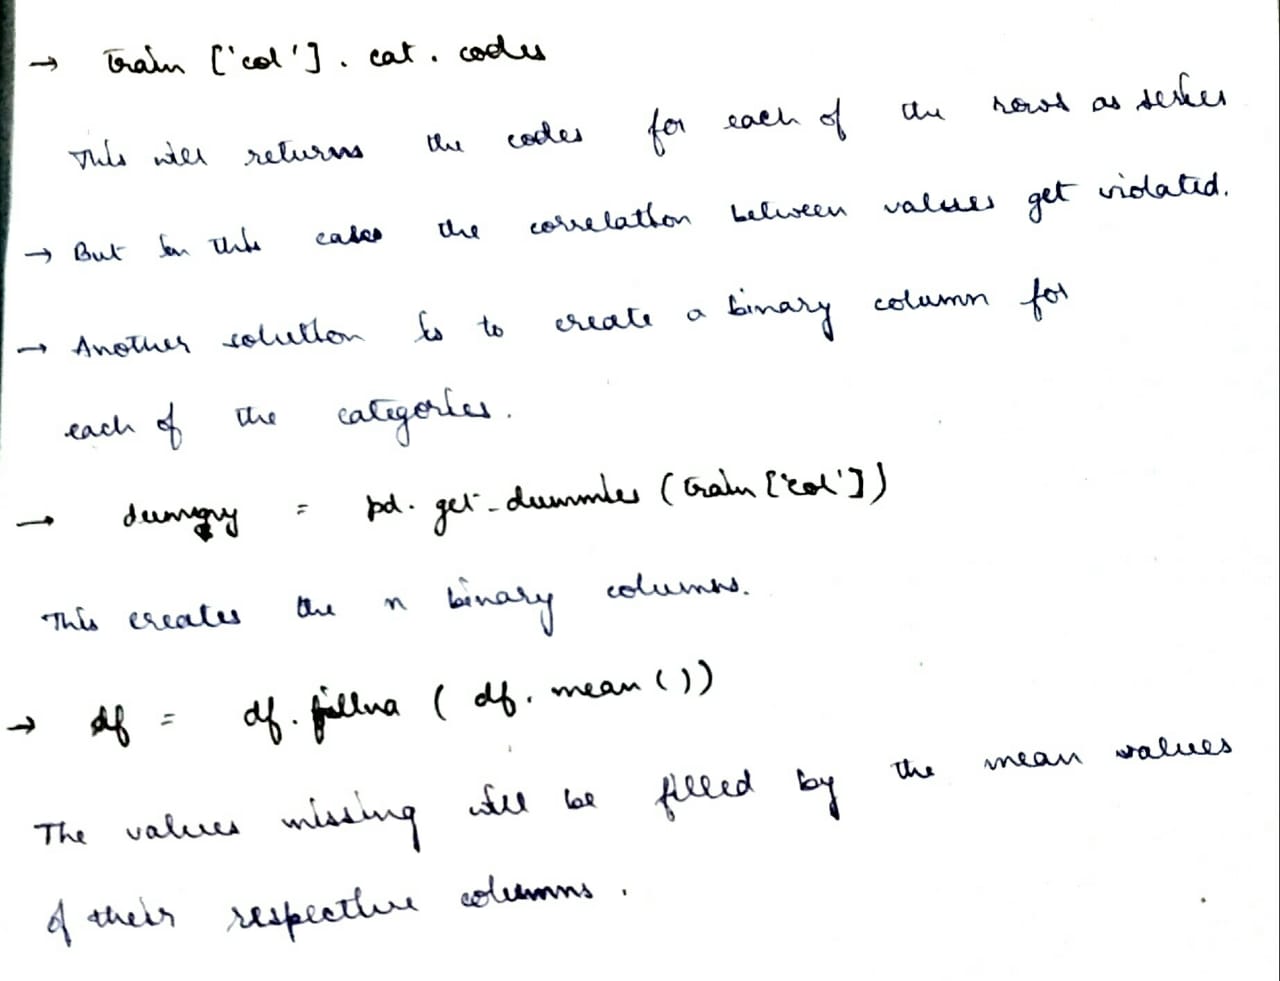 → train ['col'] . cat . codes
This will returns the codes for each of the rows as series
→ But in this cases the correlation between values get violated.
→ Another solution is to create a binary column for
each of the categories.
→ dummy = pd. get_dummies (train ['col'])
This creates the n binary columns.
→ df = df. fillna ( df. mean ())
The values missing will be filled by the mean values
of their respective columns .